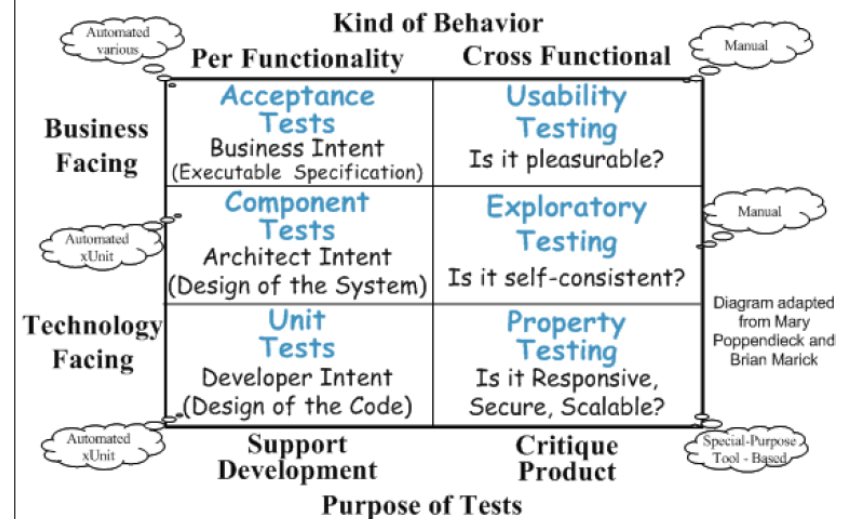 Kind of Behavior
Automated
various
Manual
Per Functionality
Cross Functional
Business
Facing
Acceptance
Tests
Business Intent
(Executable Specification)
Usability
Testing
Is it pleasurable?
Component
Tests
Architect Intent
(Design of the System)
Exploratory
Testing
Is it self-consistent?
Automated
xUnit
Manual
Technology
Facing
Unit
Tests
Developer Intent
(Design of the Code)
Property
Testing
Is it Responsive,
Secure, Scalable?
Diagram adapted
from Mary
Poppendieck and
Brian Marick
Automated
xUnit
Special-Purpose
Tool - Based
Support
Development
Critique
Product
Purpose of Tests